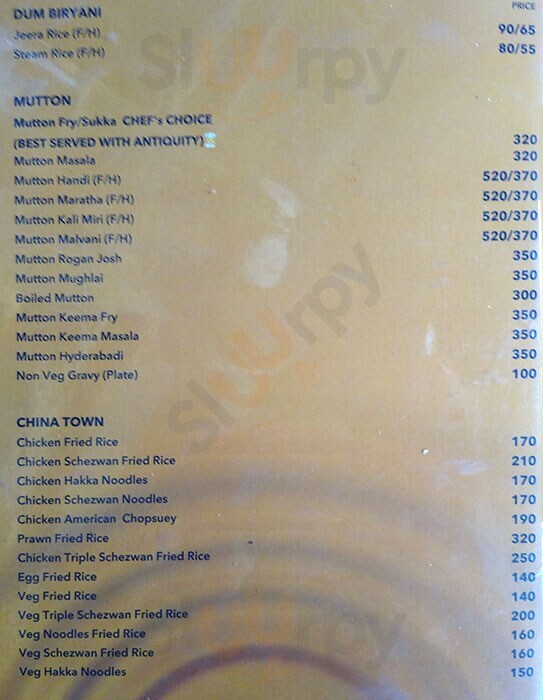 PRICE
DUM BIRYANI
Jeera Rice (F/H) 90/65
Steam Rice (F/H) 80/55
Slurpy
MUTTON
Mutton Fry/Sukka CHEF's CHOICE
(BEST SERVED WITH ANTIQUITY) 320
Mutton Masala 320
Mutton Handi (F/H) 520/370
Mutton Maratha (F/H) 520/370
Mutton Kali Miri (F/H) 520/370
Mutton Malvani (F/H) 520/370
Mutton Rogan Josh 350
Mutton Mughlai 350
Boiled Mutton 300
Mutton Keema Fry 350
Mutton Keema Masala 350
Mutton Hyderabadi 350
Non Veg Gravy (Plate) 100
Sluurpy
CHINA TOWN
Chicken Fried Rice 170
Chicken Schezwan Fried Rice 210
Chicken Hakka Noodles 170
Chicken Schezwan Noodles 170
Chicken American Chopsuey 190
Prawn Fried Rice 320
Chicken Triple Schezwan Fried Rice 250
Egg Fried Rice 140
Veg Fried Rice 140
Veg Triple Schezwan Fried Rice 200
Veg Noodles Fried Rice 160
Veg Schezwan Fried Rice 160
Veg Hakka Noodles 150
Sluurpy